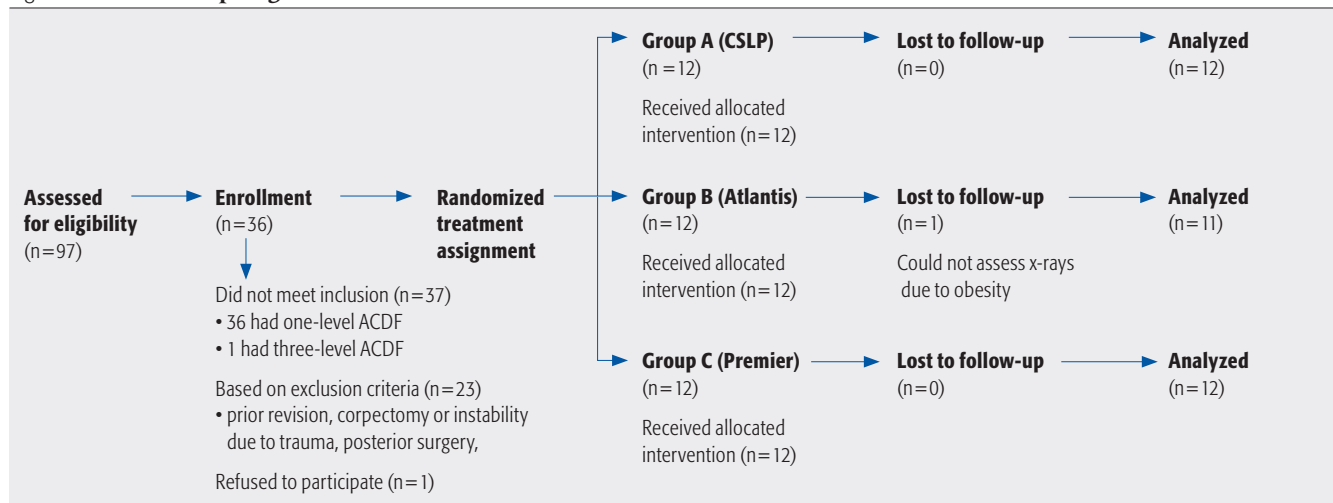 Assessed
for eligibility
(n=97)
Enrollment
(n=36)
Did not meet inclusion (n=37)
• 36 had one-level ACDF
• 1 had three-level ACDF
Based on exclusion criteria (n=23)
• prior revision, corpectomy or instability
due to trauma, posterior surgery,
Refused to participate (n=1)
Randomized
treatment
assignment
Group A (CSLP)
(n=12)
Received allocated
intervention (n=12)
Lost to follow-up
(n=0)
Analyzed
(n=12)
Group B (Atlantis)
(n=12)
Received allocated
intervention (n=12)
Lost to follow-up
(n=1)
Could not assess x-rays
due to obesity
Analyzed
(n=11)
Group C (Premier)
(n=12)
Received allocated
intervention (n=12)
Lost to follow-up
(n=0)
Analyzed
(n=12)